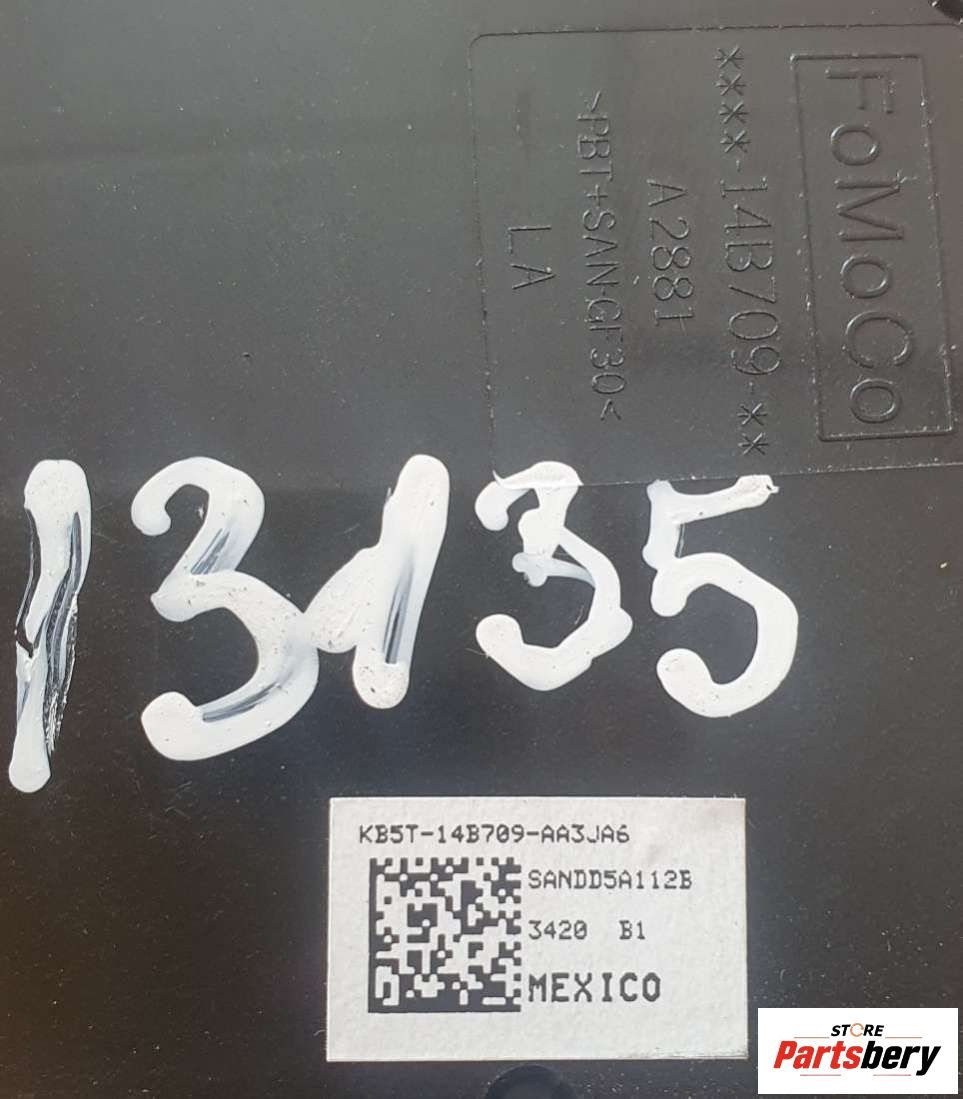 FoMoCo
****-14B709-**
A2881
>PBT+SAN-GF30<
LA
13135
KB5T-14B709-AA3JA6
SANDD5A112B
3420 B1
MEXICO
STORE
Partsbery